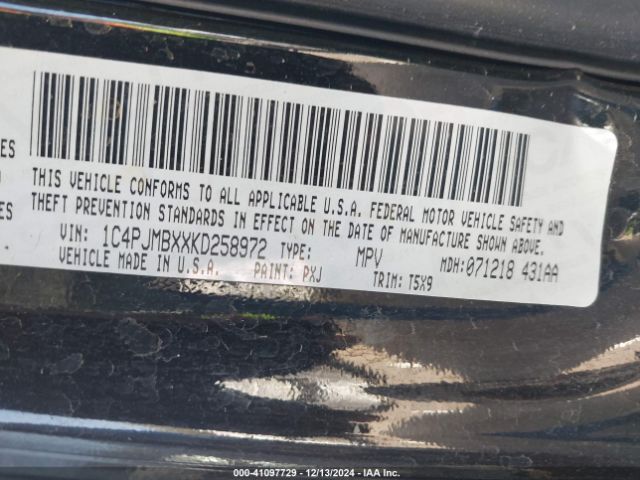 ES
ES
THIS VEHICLE CONFORMS TO ALL APPLICABLE U.S.A. FEDERAL MOTOR VEHICLE SAFETY AND
THEFT PREVENTION STANDARDS IN EFFECT ON THE DATE OF MANUFACTURE SHOWN ABOVE.
VIN: 1C4PJMBXXKD258972 TYPE: MPV MDH:071218 431AA
VEHICLE MADE IN U.S.A. PAINT: PXJ TRIM: T5X9
000-41097729 - 12/13/2024 - IAA Inc.